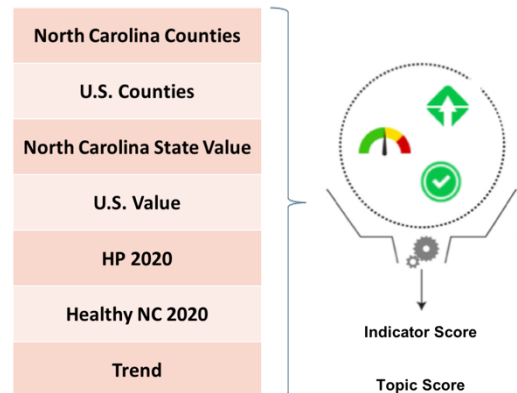 North Carolina Counties
U.S. Counties
North Carolina State Value
U.S. Value
HP 2020
Healthy NC 2020
Trend
Indicator Score
Topic Score